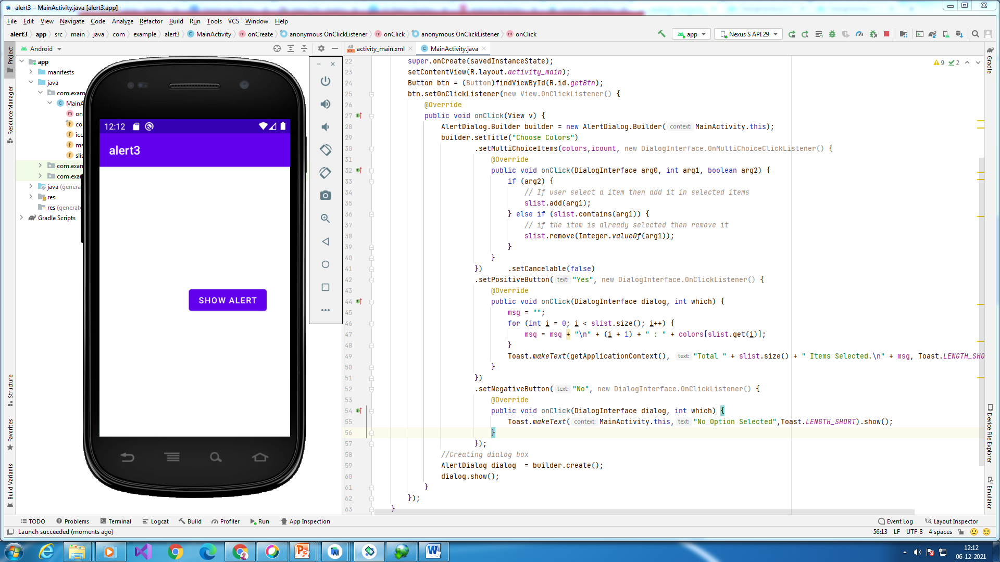 alert3 – MainActivity.java [alert3.app]
File Edit View Navigate Code Analyze Refactor Build Run Tools VCS Window Help
alert3 app src main java com example alert3 MainActivity onCreate anonymous OnClickListener onClick anonymous OnClickListener onClick
app Nexus S API 29
Project
Resource Manager
Structure
Favorites
Build Variants
Android
app
manifests
java
com.exam
MainA
on
co
ico
ms
slis
com.exam
com.exam
java (genera
res
res (generate
Gradle Scripts
12:12
alert3
SHOW ALERT
activity_main.xml MainActivity.java
9 2
22 super.onCreate(savedInstanceState);
23 setContentView(R.layout.activity_main);
24 Button btn = (Button)findViewById(R.id.getBtn);
25 btn.setOnClickListener(new View.OnClickListener() {
26 @Override
27 public void onClick(View v) {
28 AlertDialog.Builder builder = new AlertDialog.Builder( context: MainActivity.this);
29 builder.setTitle("Choose Colors")
30 .setMultiChoiceItems(colors,icount, new DialogInterface.OnMultiChoiceClickListener() {
31 @Override
32 public void onClick(DialogInterface arg0, int arg1, boolean arg2) {
33 if (arg2) {
34 // If user select a item then add it in selected items
35 slist.add(arg1);
36 } else if (slist.contains(arg1)) {
37 // if the item is already selected then remove it
38 slist.remove(Integer.valueOf(arg1));
39 }
40 }
41 }) .setCancelable(false)
42 .setPositiveButton( text: "Yes", new DialogInterface.OnClickListener() {
43 @Override
44 public void onClick(DialogInterface dialog, int which) {
45 msg = "";
46 for (int i = 0; i < slist.size(); i++) {
47 msg = msg + "\n" + (i + 1) + " : " + colors[slist.get(i)];
48 }
49 Toast.makeText(getApplicationContext(), text: "Total " + slist.size() + " Items Selected.\n" + msg, Toast.LENGTH_SHO
50 }
51 })
52 .setNegativeButton( text: "No", new DialogInterface.OnClickListener() {
53 @Override
54 public void onClick(DialogInterface dialog, int which) {
55 Toast.makeText( context: MainActivity.this, text: "No Option Selected",Toast.LENGTH_SHORT).show();
56 }
57 });
58 //Creating dialog box
59 AlertDialog dialog = builder.create();
60 dialog.show();
61 }
62 });
63 }
Gradle
Device File Explorer
Emulator
TODO Problems Terminal Logcat Build Profiler Run App Inspection Event Log Layout Inspector
Launch succeeded (moments ago) 56:13 LF UTF-8 4 spaces
12:12
06-12-2021